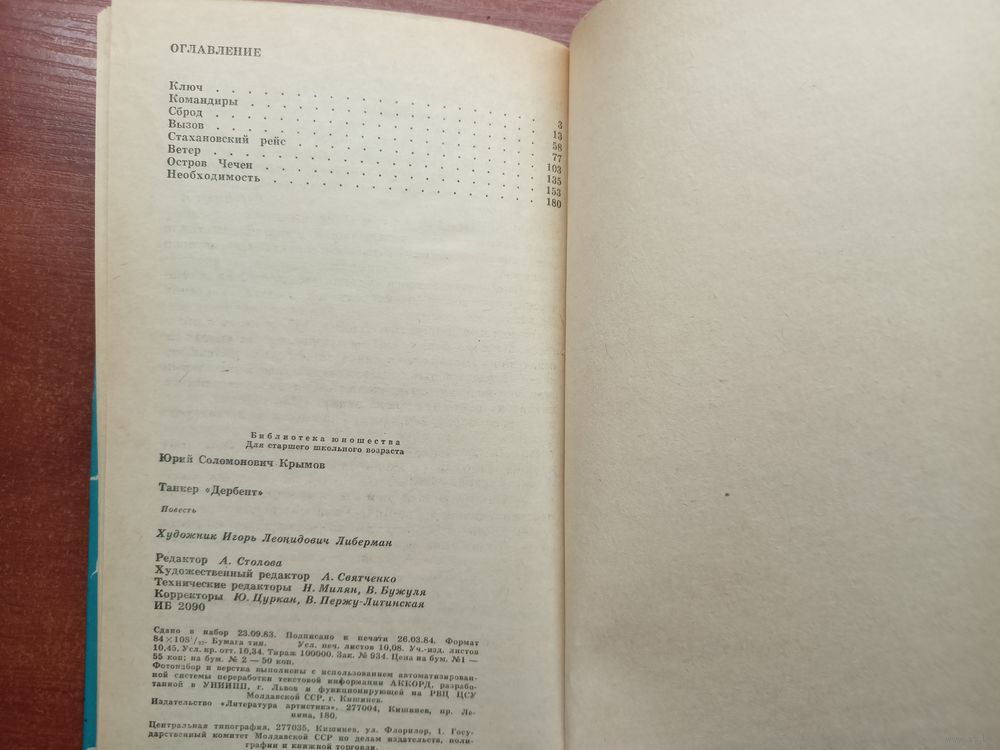 ОГЛАВЛЕНИЕ
Ключ . . . . . . . . . . . . . . . . . . . . 3
Командиры . . . . . . . . . . . . . . . . . . 13
Сброд . . . . . . . . . . . . . . . . . . . . 58
Вызов . . . . . . . . . . . . . . . . . . . . 77
Стахановский рейс . . . . . . . . . . . . . . 103
Ветер . . . . . . . . . . . . . . . . . . . . 135
Остров Чечен . . . . . . . . . . . . . . . . . 153
Необходимость . . . . . . . . . . . . . . . . 180
Библиотека юношества
Для старшего школьного возраста
Юрий Соломонович Крымов
Танкер «Дербент»
Повесть
Художник Игорь Леонидович Либерман
Редактор А. Столова
Художественный редактор А. Святченко
Технические редакторы Н. Милян, В. Бужуля
Корректоры Ю. Цуркан, В. Пержу-Литинская
ИБ 2090
Сдано в набор 23.09.83. Подписано к печати 26.03.84. Формат
84×108¹/₃₂. Бумага тип. Усл. печ. листов 10,08. Уч.-изд. листов
10,45. Усл. кр. отт. 10,34. Тираж 100000. Зак. № 934. Цена на бум. №1 —
55 коп; на бум. № 2 — 50 коп.
Фотонабор и верстка выполнены с использованием автоматизирован-
ной системы переработки текстовой информации АККОРД, разрабо-
танной в УНИИПП, г. Львов и функционирующей на РВЦ ЦСУ
Молдавской ССР, г. Кишинев.
Издательство «Литература артистикэ», 277004, Кишинев, пр. Ле-
нина, 180.
Центральная типография, 277035, Кишинев, ул. Флорилор, 1. Госу-
дарственный комитет Молдавской ССР по делам издательств, поли-
графии и книжной торговли.